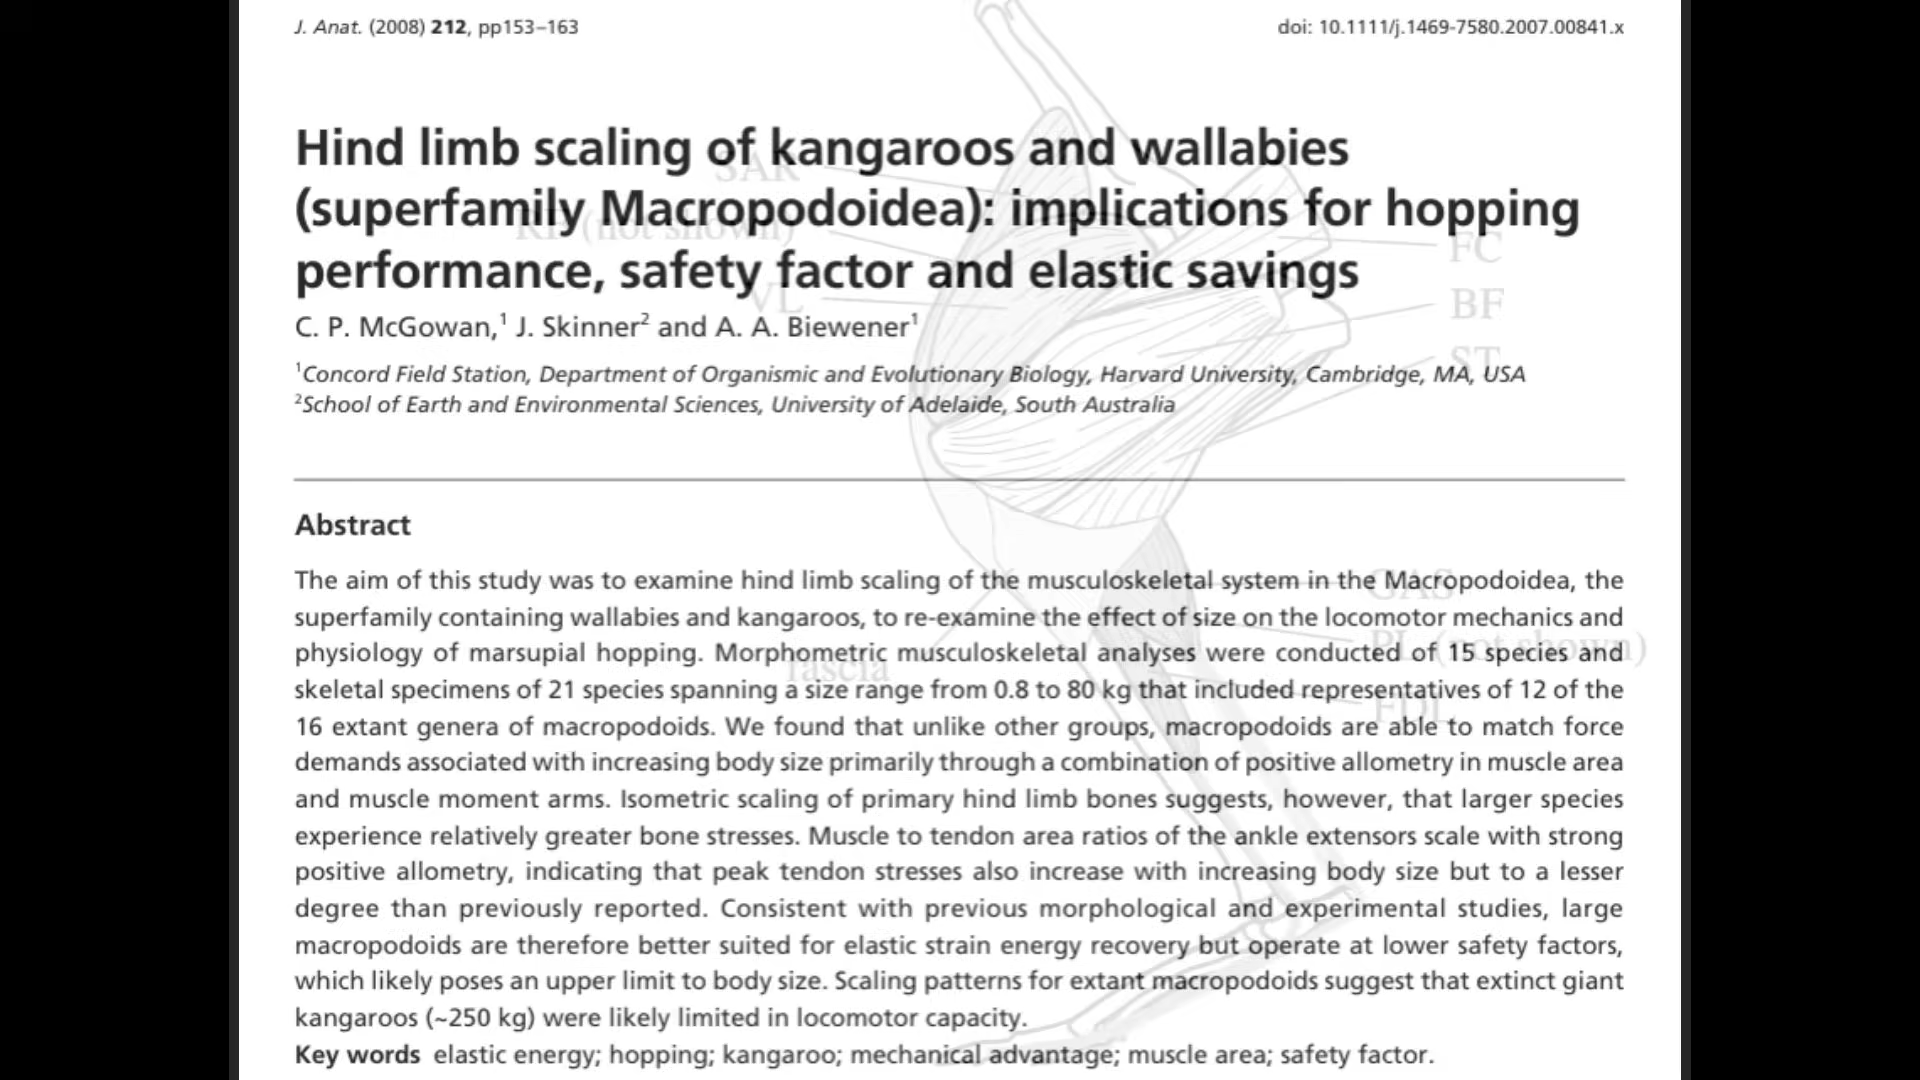 J. Anat. (2008) 212, pp153–163
doi: 10.1111/j.1469-7580.2007.00841.x
Hind limb scaling of kangaroos and wallabies
(superfamily Macropodoidea): implications for hopping
performance, safety factor and elastic savings
C. P. McGowan,1 J. Skinner2 and A. A. Biewener1
1Concord Field Station, Department of Organismic and Evolutionary Biology, Harvard University, Cambridge, MA, USA
2School of Earth and Environmental Sciences, University of Adelaide, South Australia
Abstract
The aim of this study was to examine hind limb scaling of the musculoskeletal system in the Macropodoidea, the
superfamily containing wallabies and kangaroos, to re-examine the effect of size on the locomotor mechanics and
physiology of marsupial hopping. Morphometric musculoskeletal analyses were conducted of 15 species and
skeletal specimens of 21 species spanning a size range from 0.8 to 80 kg that included representatives of 12 of the
16 extant genera of macropodoids. We found that unlike other groups, macropodoids are able to match force
demands associated with increasing body size primarily through a combination of positive allometry in muscle area
and muscle moment arms. Isometric scaling of primary hind limb bones suggests, however, that larger species
experience relatively greater bone stresses. Muscle to tendon area ratios of the ankle extensors scale with strong
positive allometry, indicating that peak tendon stresses also increase with increasing body size but to a lesser
degree than previously reported. Consistent with previous morphological and experimental studies, large
macropodoids are therefore better suited for elastic strain energy recovery but operate at lower safety factors,
which likely poses an upper limit to body size. Scaling patterns for extant macropodoids suggest that extinct giant
kangaroos (~250 kg) were likely limited in locomotor capacity.
Key words elastic energy; hopping; kangaroo; mechanical advantage; muscle area; safety factor.
SAR
RF (not shown)
VL
FC
BF
ST
fascia
GAS
PL (not shown)
FDL